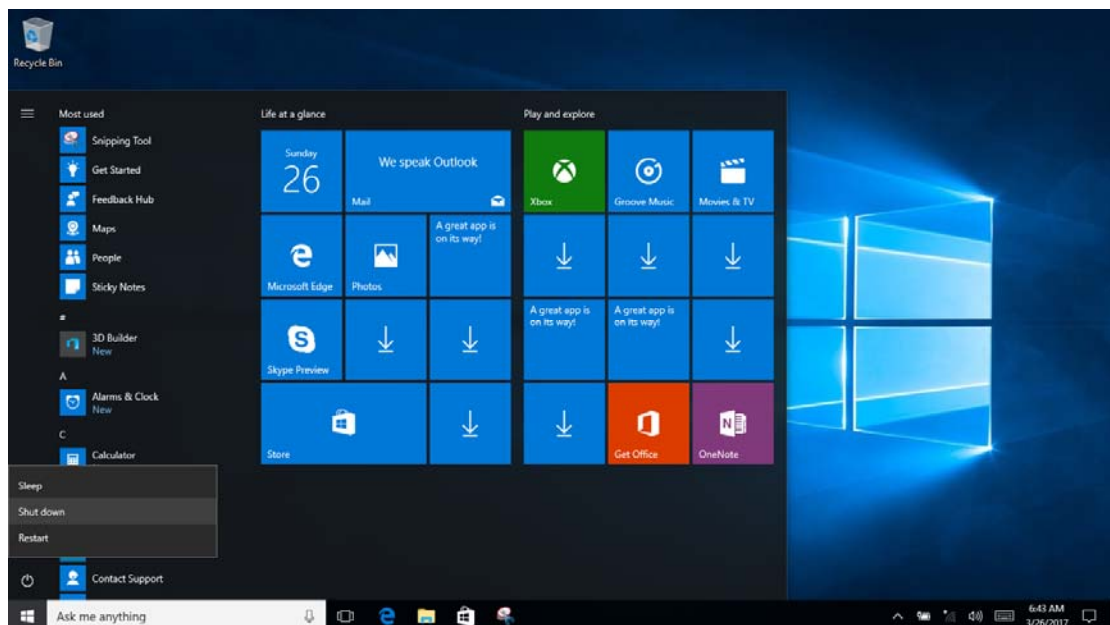 Recycle Bin
Most used
Snipping Tool
Get Started
Feedback Hub
Maps
People
Sticky Notes
#
3D Builder
New
A
Alarms & Clock
New
C
Calculator
Sleep
Shut down
Restart
Contact Support
Life at a glance
Sunday
26
We speak Outlook
Mail
Microsoft Edge
Photos
A great app is
on its way!
Skype Preview
Store
Play and explore
Xbox
Groove Music
Movies & TV
A great app is
on its way!
A great app is
on its way!
Get Office
OneNote
Ask me anything
6:43 AM
3/26/2017